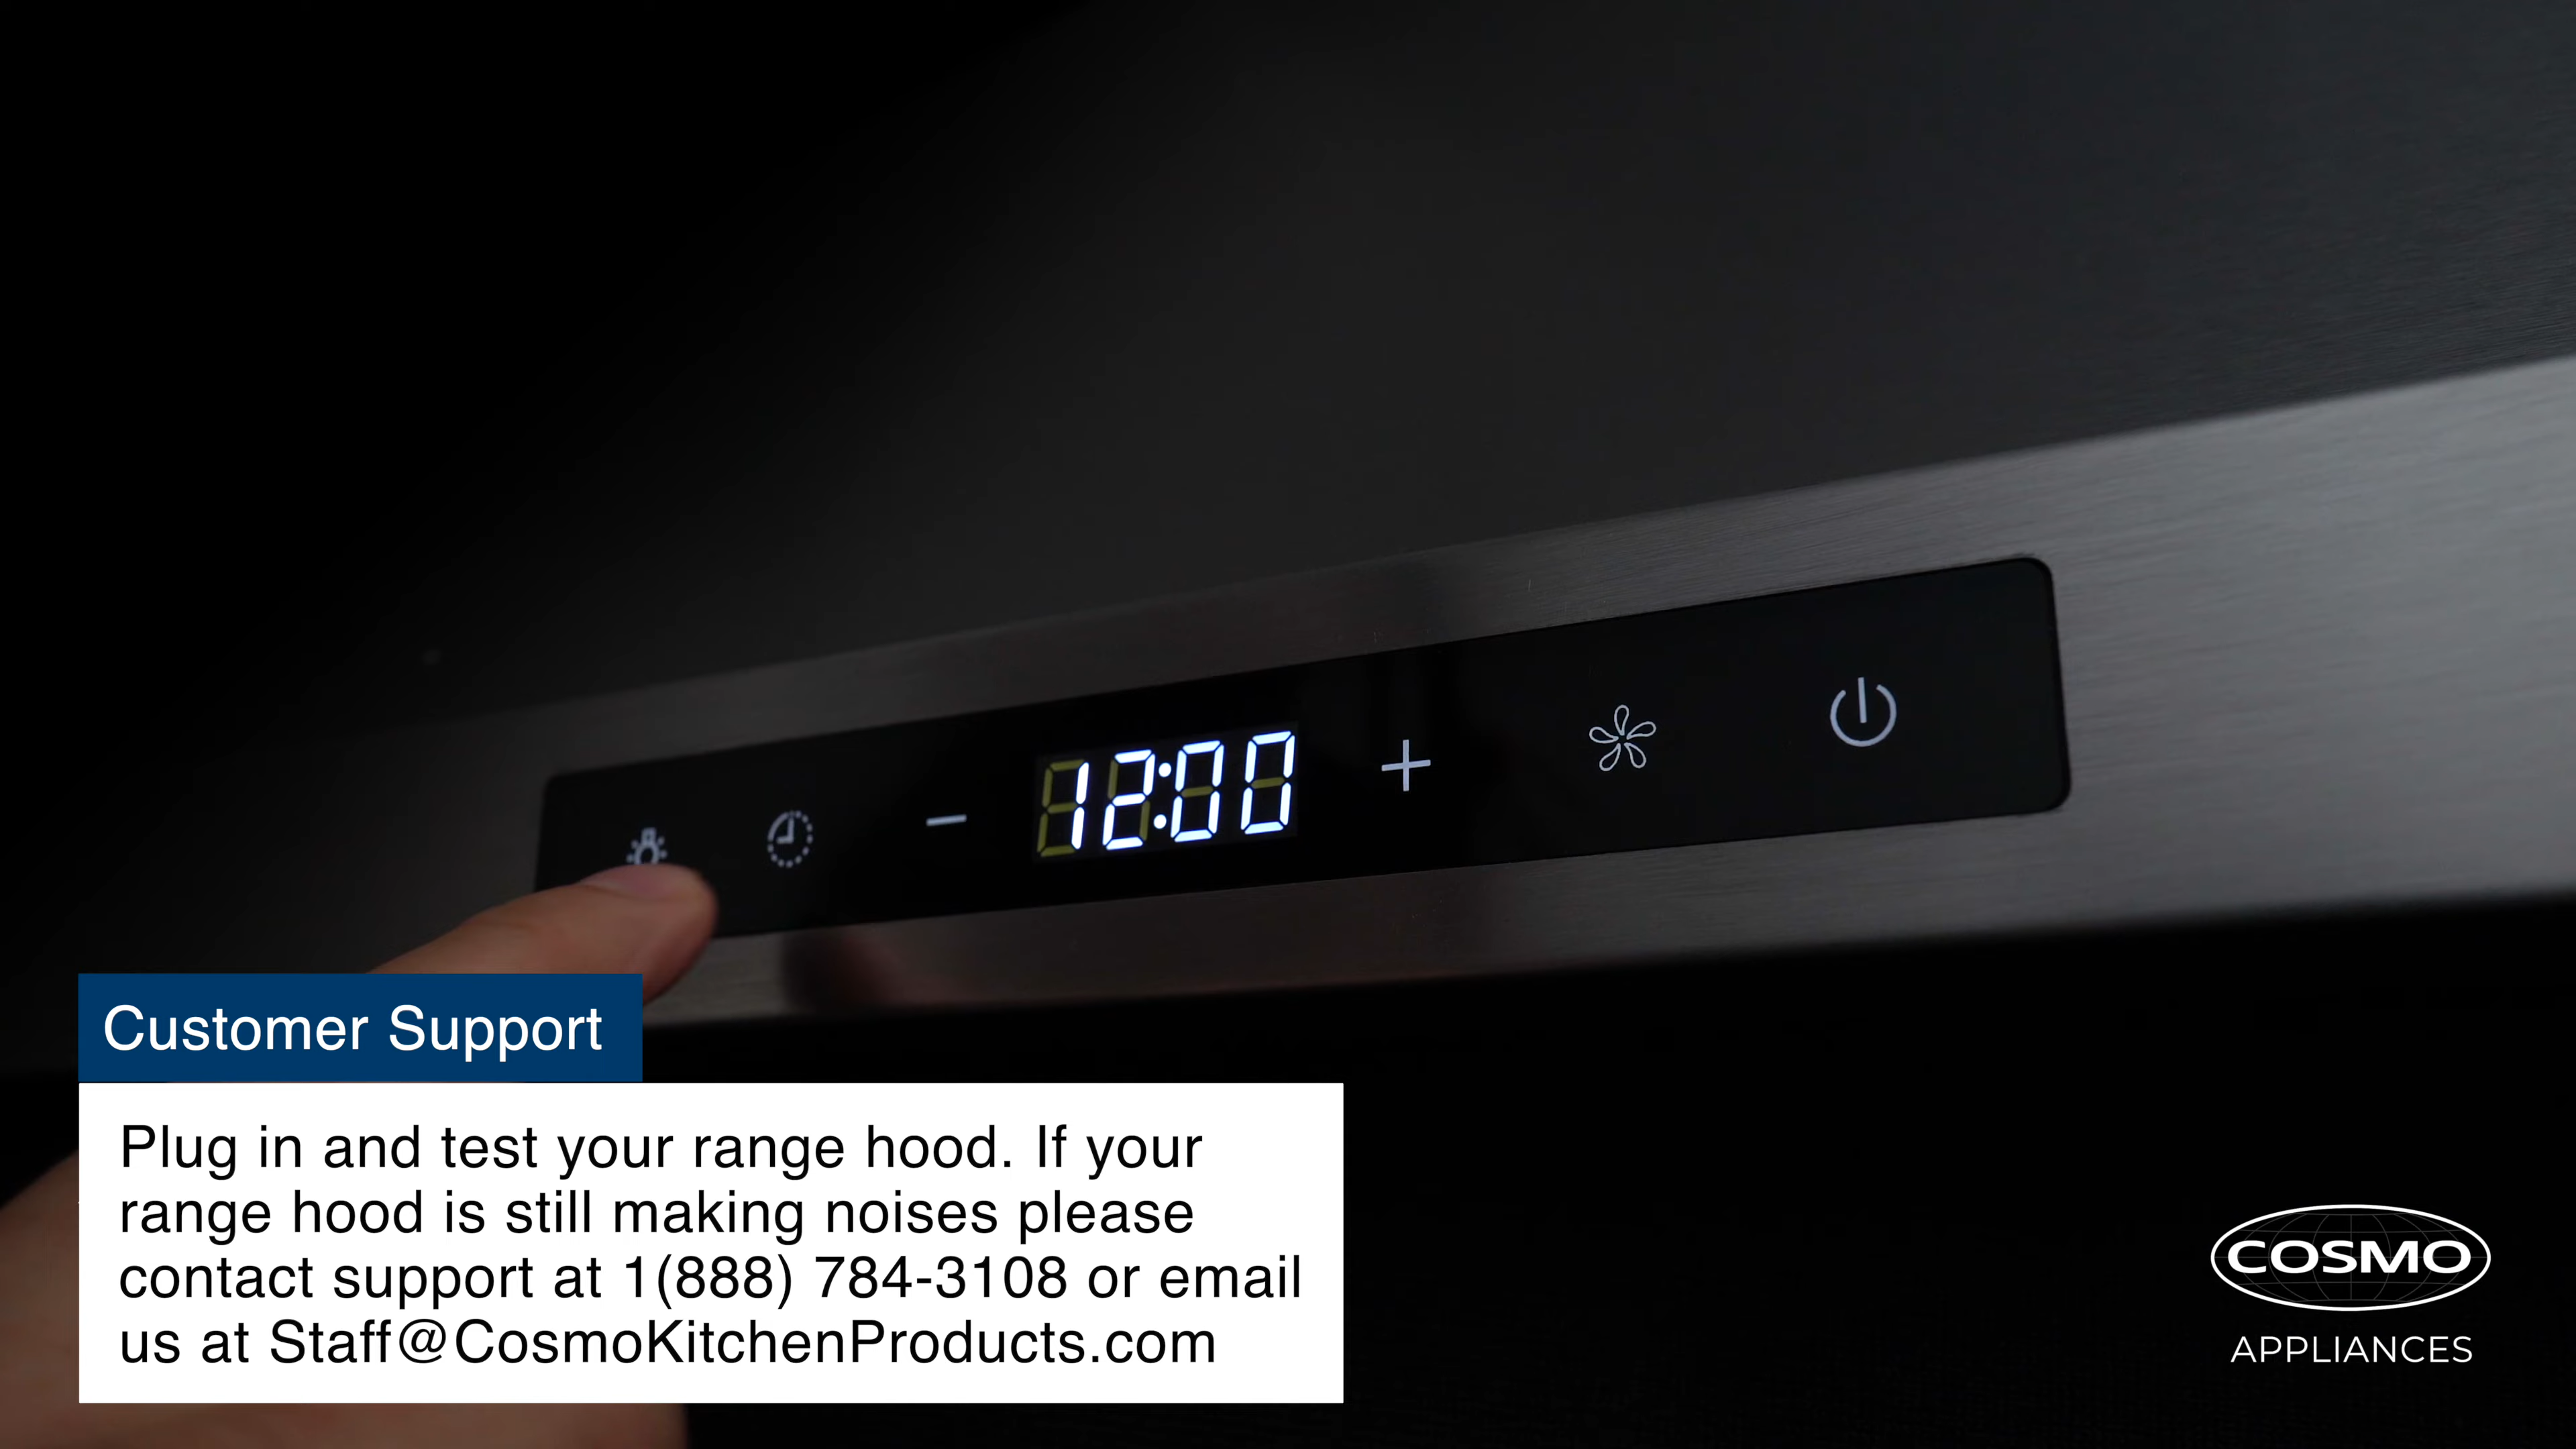 12:00
Customer Support
Plug in and test your range hood. If your
range hood is still making noises please
contact support at 1(888) 784-3108 or email
us at Staff@CosmoKitchenProducts.com
COSMO
APPLIANCES